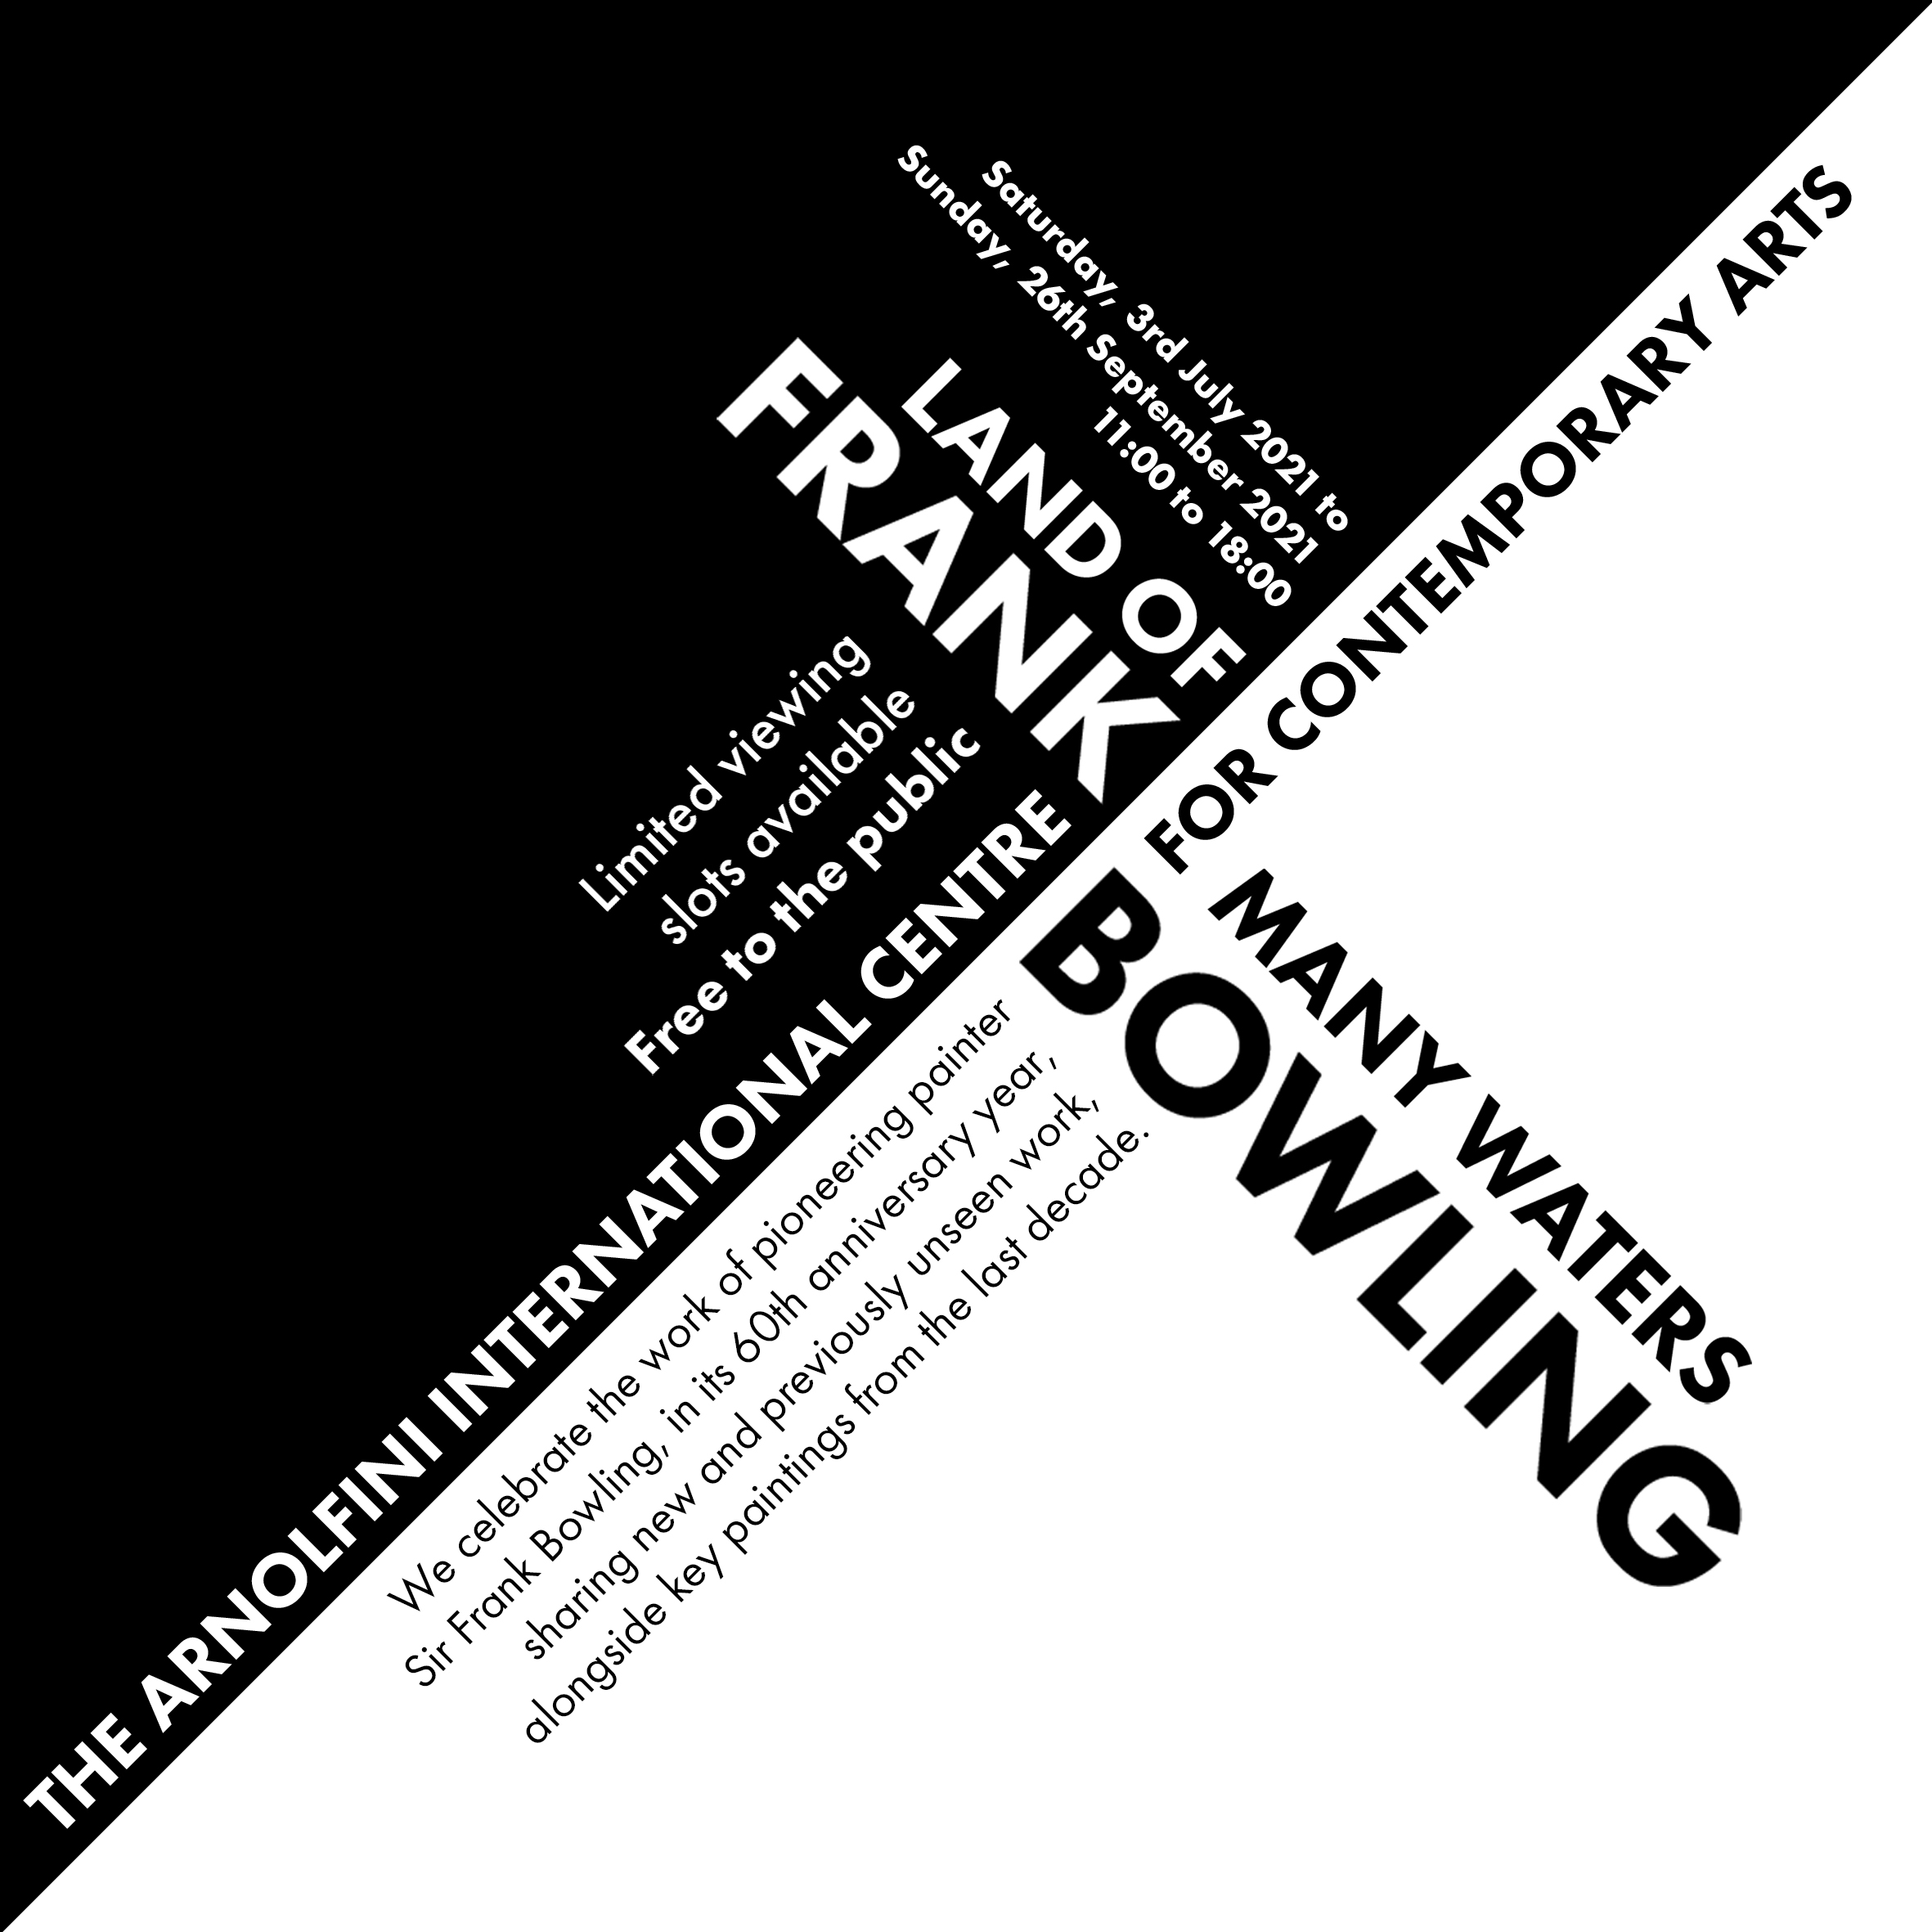 Saturday, 3rd July 2021 to
Sunday, 26th September 2021
11:00 to 18:00
LAND OF MANY WATERS
FRANK BOWLING
Limited viewing
slots available
Free to the public
THE ARNOLFINI INTERNATIONAL CENTRE FOR CONTEMPORARY ARTS
We celebrate the work of pioneering painter
Sir Frank Bowling, in its 60th anniversary year,
sharing new and previously unseen work,
alongside key paintings from the last decade.